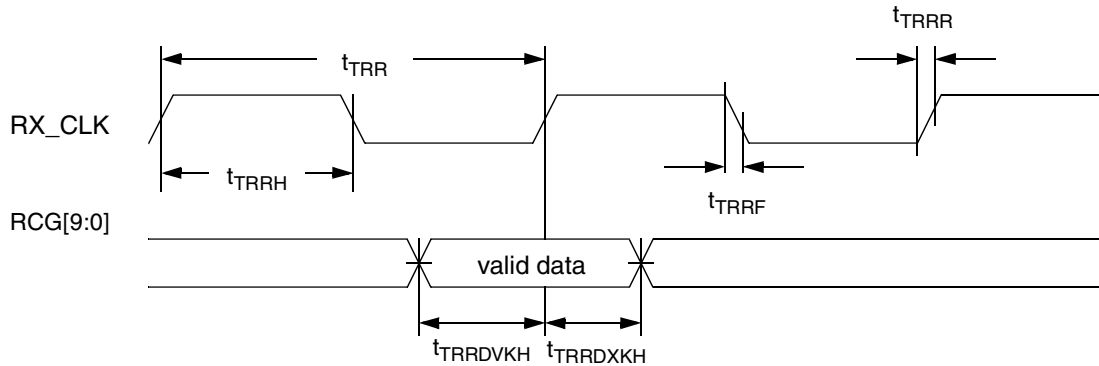 tTRRR
tTRR
RX_CLK
tTRRH
tTRRF
RCG[9:0]
valid data
tTRRDVKH tTRRDXKH